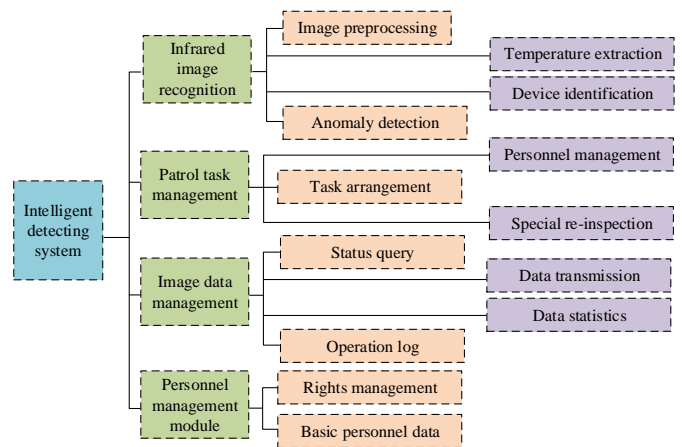 Intelligent
detecting
system
Infrared
image
recognition
Image preprocessing
Temperature extraction
Device identification
Anomaly detection
Patrol task
management
Personnel management
Task arrangement
Special re-inspection
Image data
management
Status query
Data transmission
Data statistics
Operation log
Personnel
management
module
Rights management
Basic personnel data